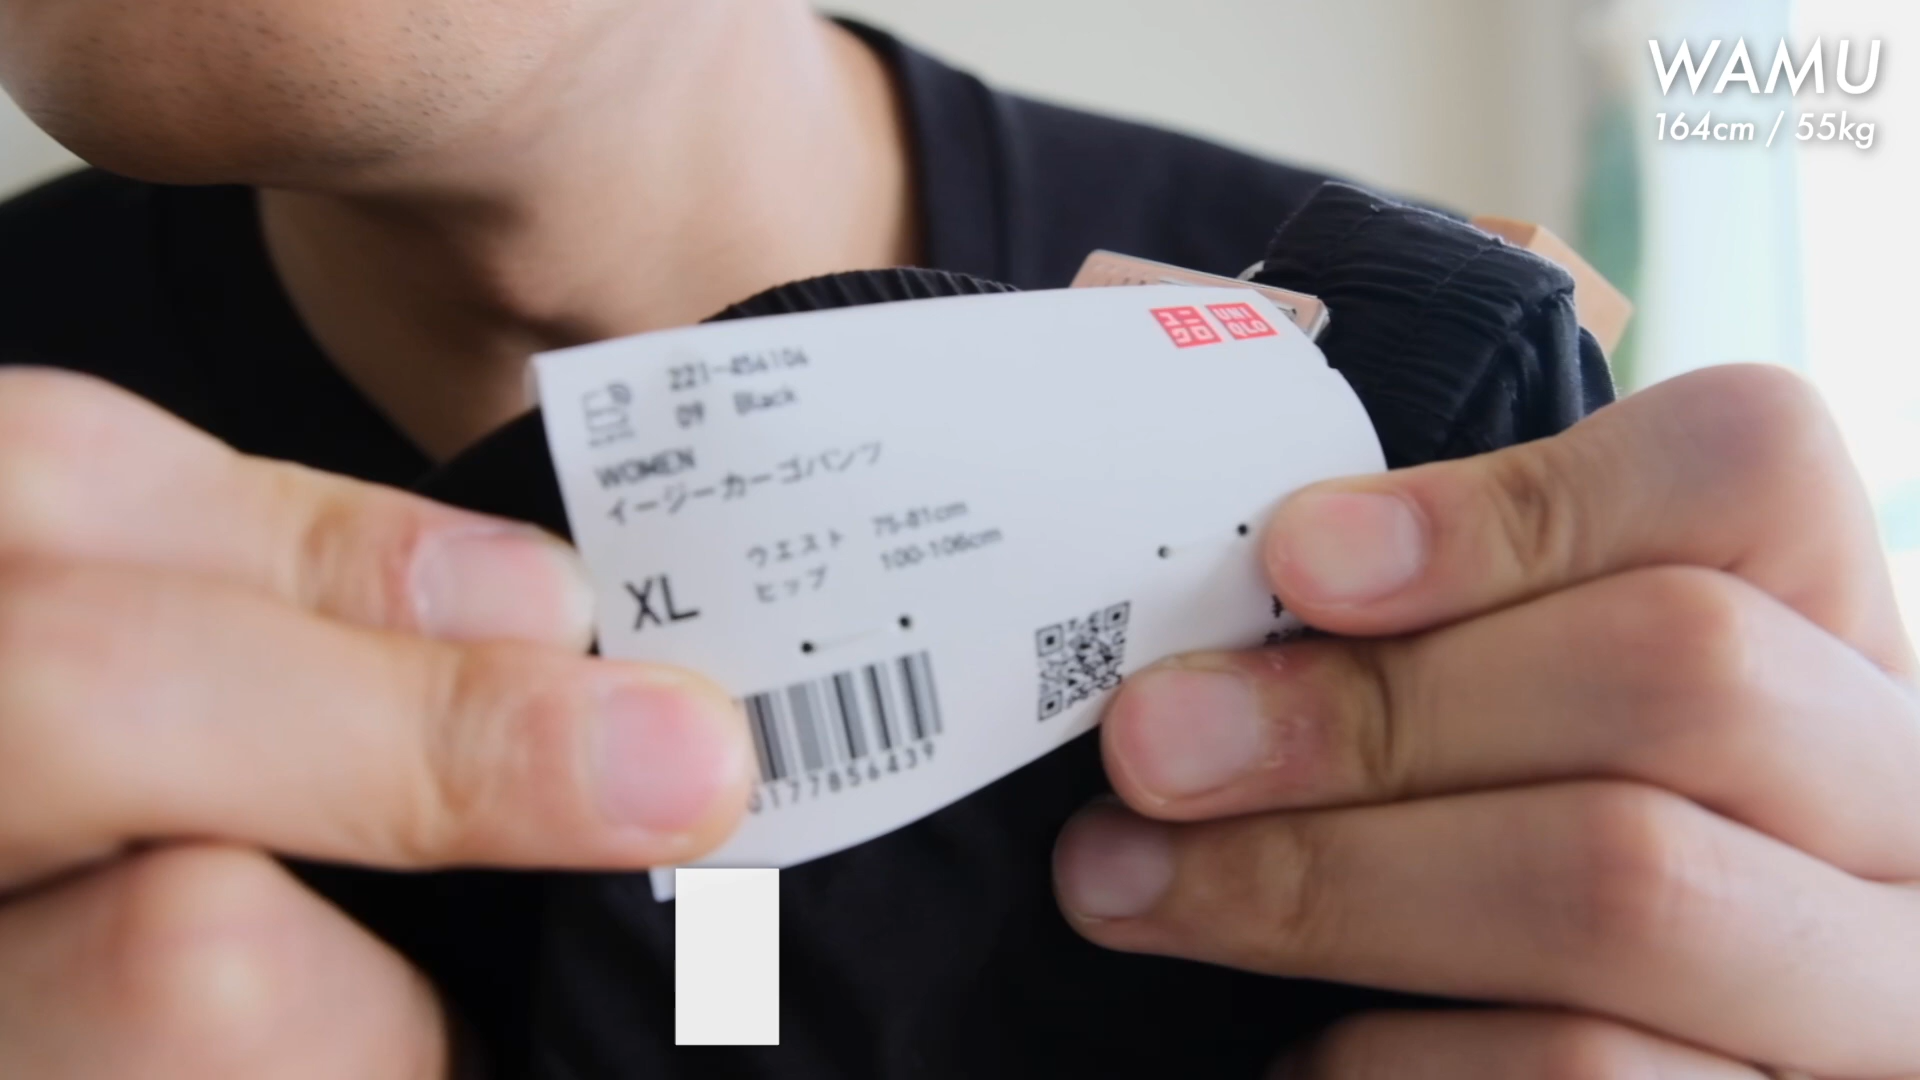 WAMU
164cm / 55kg
ユニクロ UNIQLO
221-454104
09 Black
WOMEN
イージーカーゴパンツ
XL
ウエスト 75-81cm
ヒップ 100-106cm
0177856439